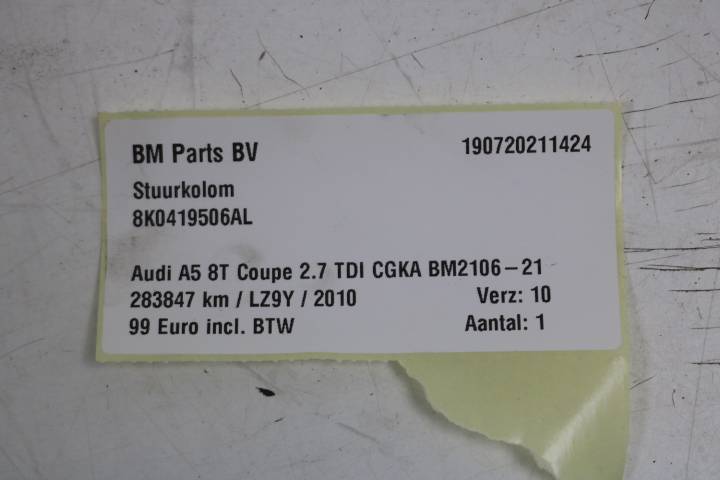 BM Parts BV 190720211424
Stuurkolom
8K0419506AL
Audi A5 8T Coupe 2.7 TDI CGKA BM2106-21
283847 km / LZ9Y / 2010 Verz: 10
99 Euro incl. BTW Aantal: 1